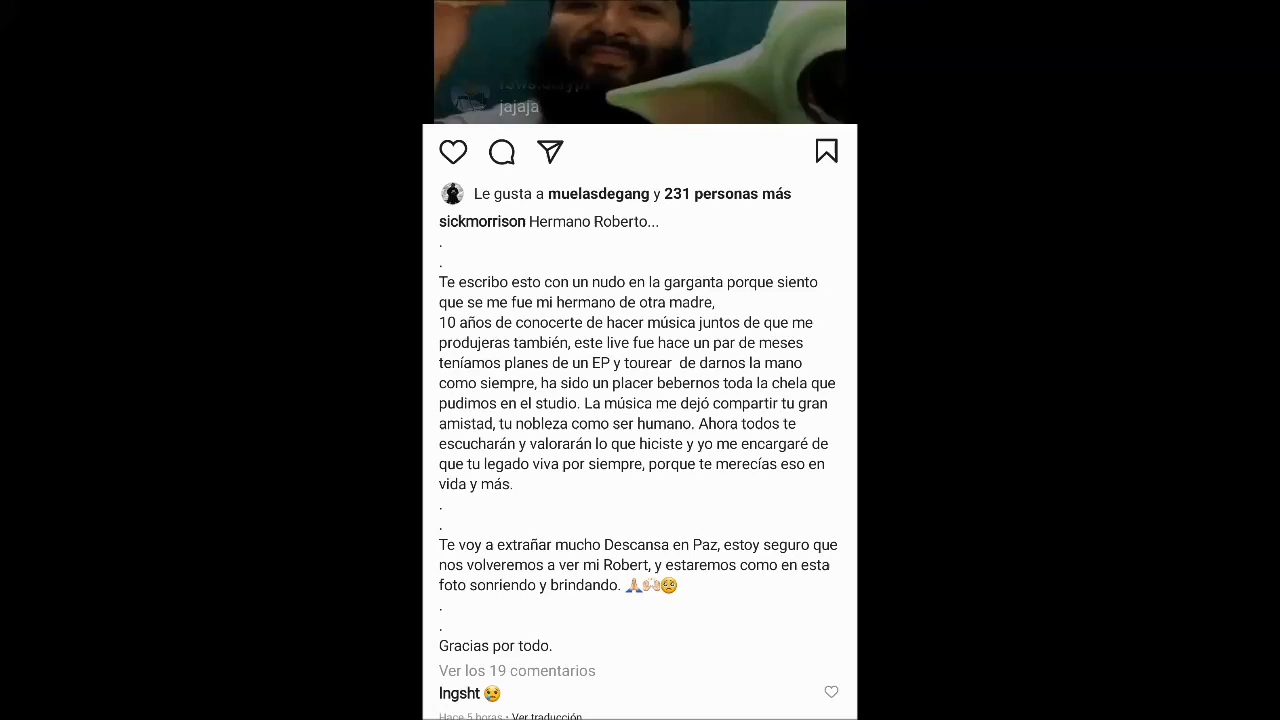 jajaja
Le gusta a muelasdegang y 231 personas más
sickmorrison Hermano Roberto...
.
.
Te escribo esto con un nudo en la garganta porque siento
que se me fue mi hermano de otra madre,
10 años de conocerte de hacer música juntos de que me
produjeras también, este live fue hace un par de meses
teníamos planes de un EP y tourear  de darnos la mano
como siempre, ha sido un placer bebernos toda la chela que
pudimos en el studio. La música me dejó compartir tu gran
amistad, tu nobleza como ser humano. Ahora todos te
escucharán y valorarán lo que hiciste y yo me encargaré de
que tu legado viva por siempre, porque te merecías eso en
vida y más.
.
.
Te voy a extrañar mucho Descansa en Paz, estoy seguro que
nos volveremos a ver mi Robert, y estaremos como en esta
foto sonriendo y brindando. 🙏🏼🙌🏻🥺
.
.
Gracias por todo.
Ver los 19 comentarios
lngsht 😢
Hace 5 horas · Ver traducción